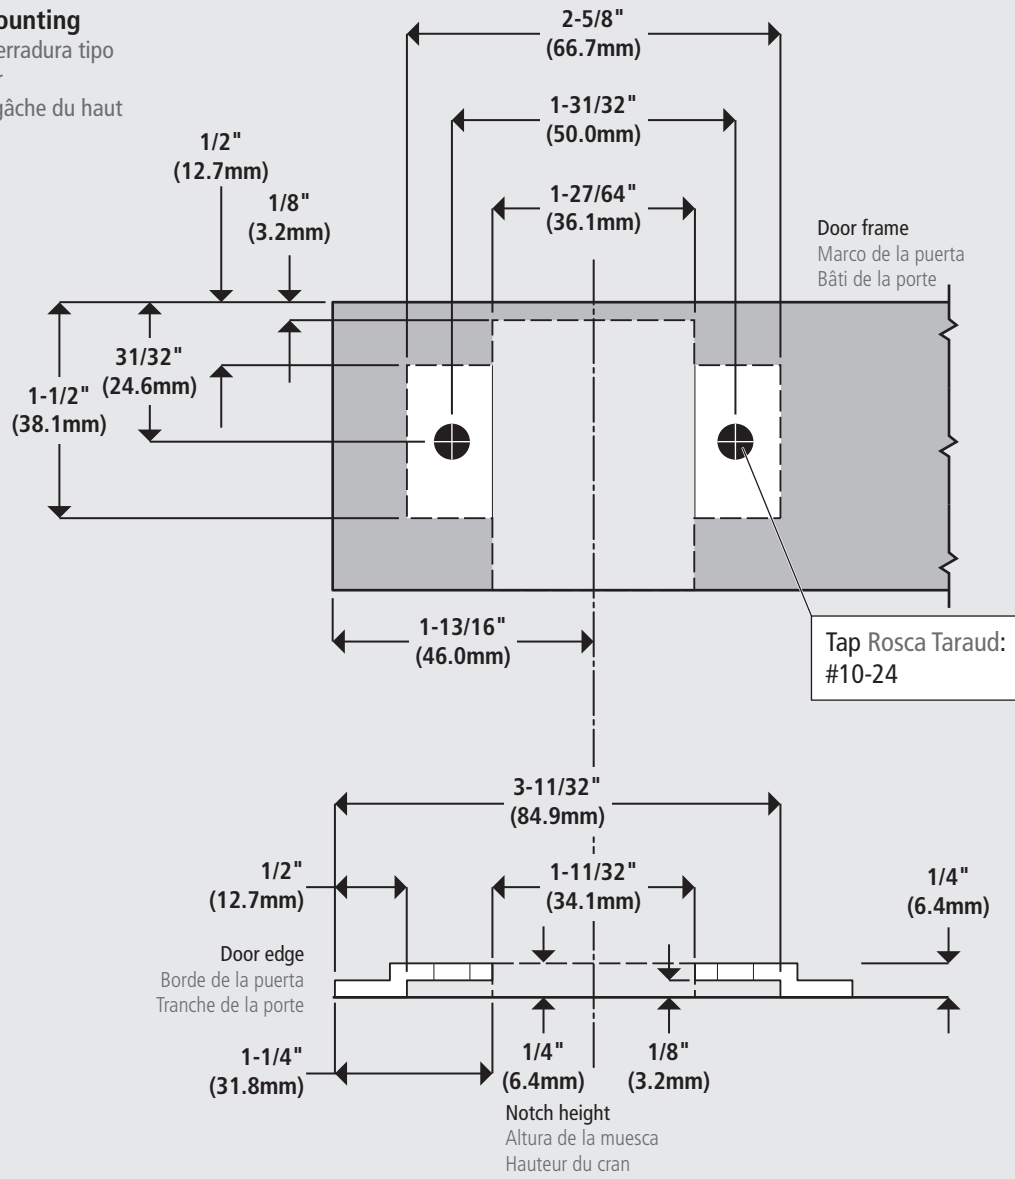 2-5/8"
(66.7mm)
1-31/32"
(50.0mm)
1/2"
(12.7mm)
1-27/64"
(36.1mm)
1/8"
(3.2mm)
Door frame
Marco de la puerta
Bâti de la porte
31/32"
(24.6mm)
1-1/2"
(38.1mm)
1-13/16"
(46.0mm)
Tap Rosca Taraud:
#10-24
3-11/32"
(84.9mm)
1/2"
(12.7mm)
1-11/32"
(34.1mm)
1/4"
(6.4mm)
Door edge
Borde de la puerta
Tranche de la porte
1-1/4"
(31.8mm)
1/4"
(6.4mm)
1/8"
(3.2mm)
Notch height
Altura de la muesca
Hauteur du cran
ounting
erradura tipo
r
gâche du haut